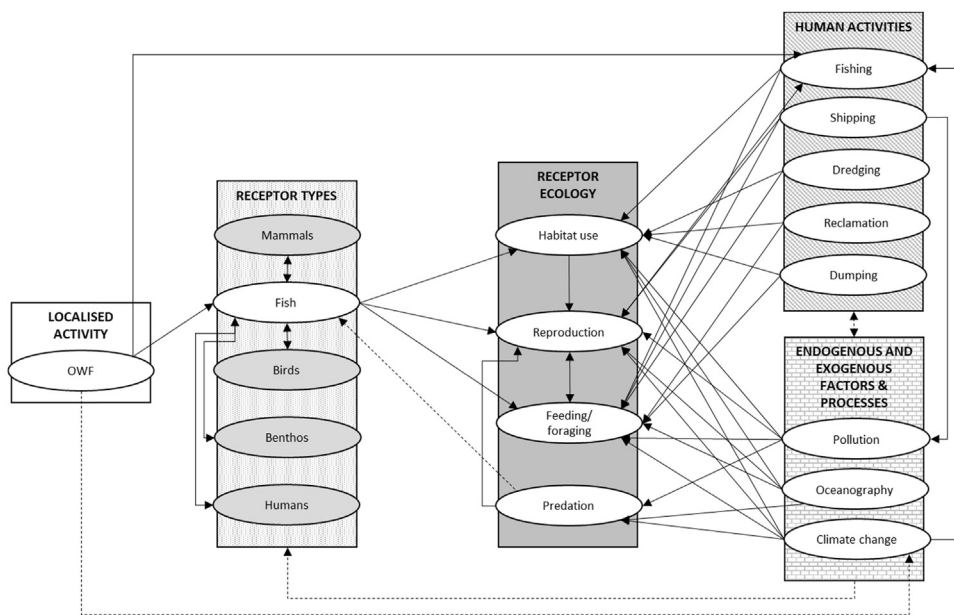 LOCALISED
ACTIVITY
OWF
RECEPTOR TYPES
Mammals
Fish
Birds
Benthos
Humans
RECEPTOR
ECOLOGY
Habitat use
Reproduction
Feeding/
foraging
Predation
HUMAN ACTIVITIES
Fishing
Shipping
Dredging
Reclamation
Dumping
ENDOGENOUS AND
EXOGENOUS
FACTORS &
PROCESSES
Pollution
Oceanography
Climate change